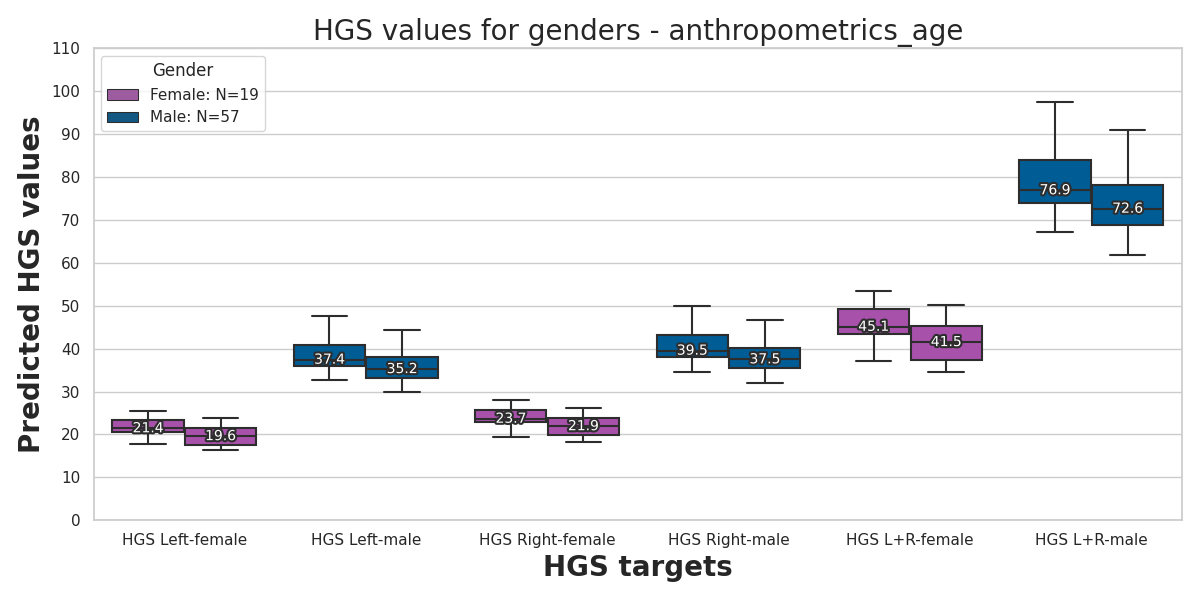 HGS values for genders - anthropometrics_age
Predicted HGS values
110
100
90
80
70
60
50
40
30
20
10
0
Gender
Female: N=19
Male: N=57
21.4
19.6
37.4
35.2
23.7
21.9
39.5
37.5
45.1
41.5
76.9
72.6
HGS Left-female
HGS Left-male
HGS Right-female
HGS Right-male
HGS L+R-female
HGS L+R-male
HGS targets